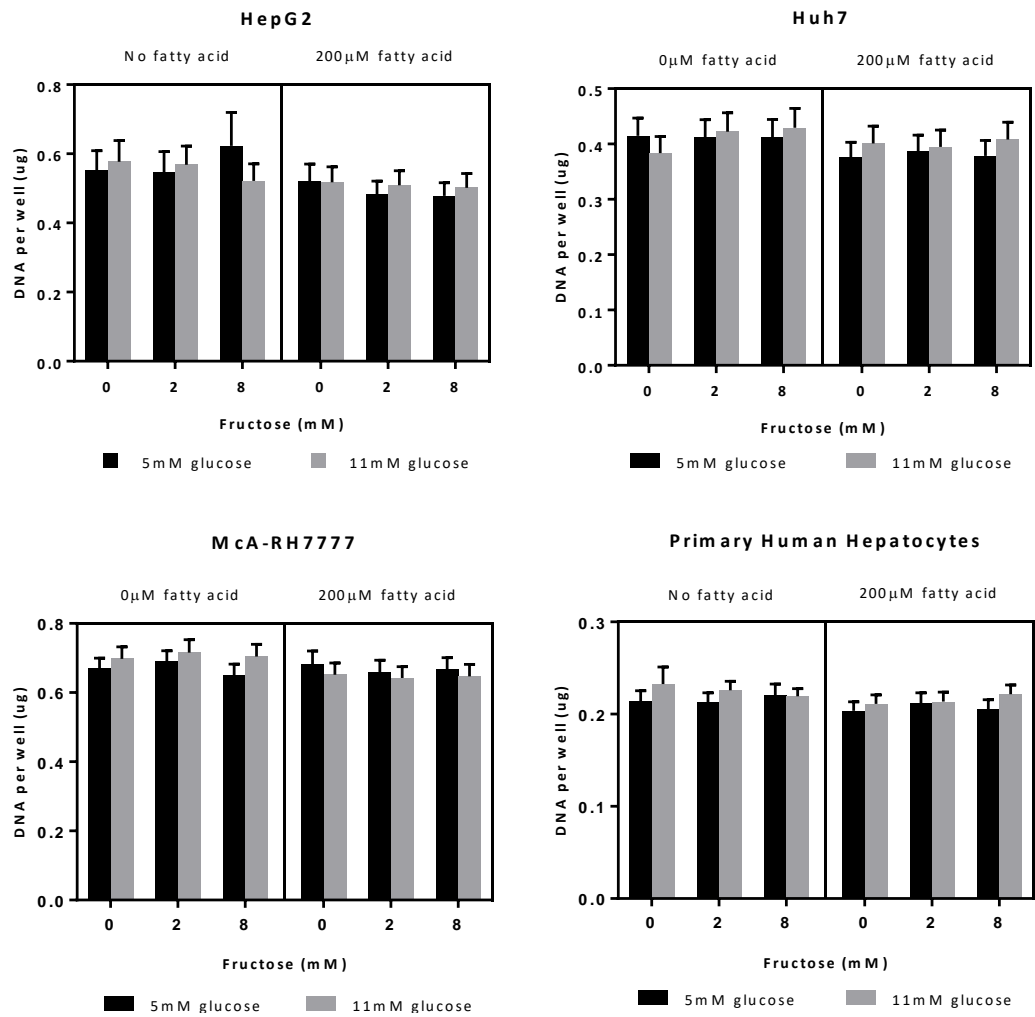 HepG2
No fatty acid 200μM fatty acid
DNA per well (ug)
0.8
0.6
0.4
0.2
0.0
0 2 8 0 2 8
Fructose (mM)
5mM glucose 11mM glucose
Huh7
0μM fatty acid 200μM fatty acid
DNA per well (ug)
0.5
0.4
0.3
0.2
0.1
0.0
0 2 8 0 2 8
Fructose (mM)
5mM glucose 11mM glucose
McA-RH7777
0μM fatty acid 200μM fatty acid
DNA per well (ug)
0.8
0.6
0.4
0.2
0.0
0 2 8 0 2 8
Fructose (mM)
5mM glucose 11mM glucose
Primary Human Hepatocytes
No fatty acid 200μM fatty acid
DNA per well (ug)
0.3
0.2
0.1
0.0
0 2 8 0 2 8
Fructose (mM)
5mM glucose 11mM glucose